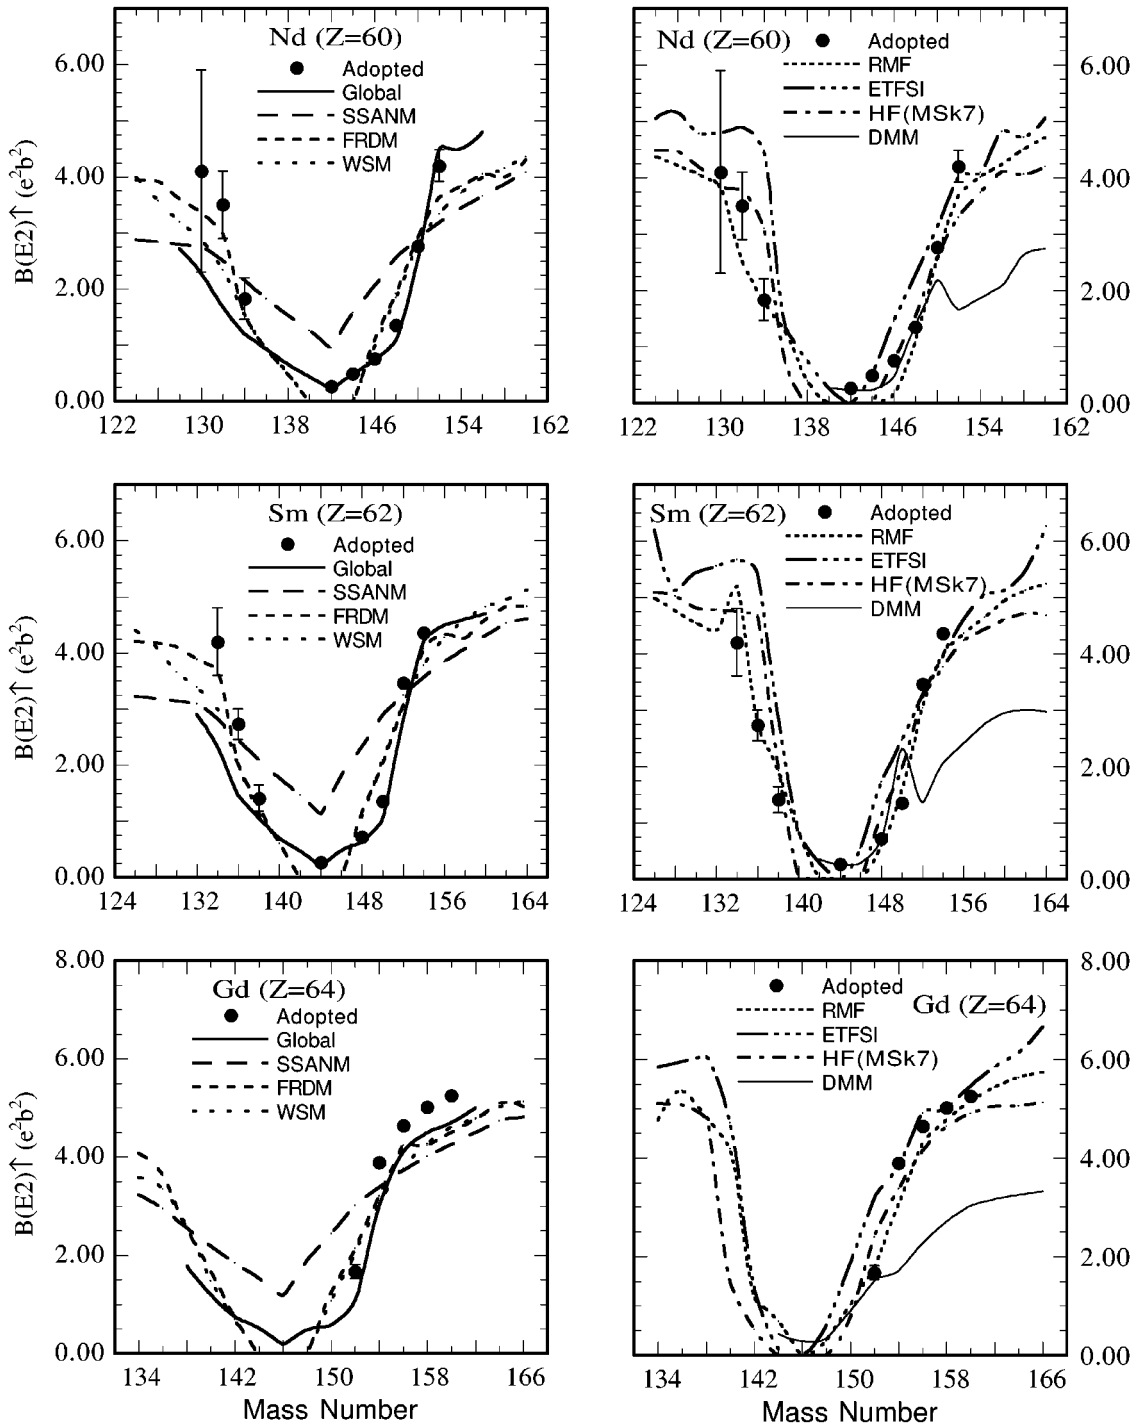 Nd (Z=60)
Adopted
Global
SSANM
FRDM
WSM
6.00
4.00
2.00
0.00
B(E2)↑ (e²b²)
122 130 138 146 154 162
Nd (Z=60)
Adopted
RMF
ETFSI
HF(MSk7)
DMM
6.00
4.00
2.00
0.00
122 130 138 146 154 162
Sm (Z=62)
Adopted
Global
SSANM
FRDM
WSM
6.00
4.00
2.00
0.00
B(E2)↑ (e²b²)
124 132 140 148 156 164
Sm (Z=62)
Adopted
RMF
ETFSI
HF(MSk7)
DMM
6.00
4.00
2.00
0.00
124 132 140 148 156 164
Gd (Z=64)
Adopted
Global
SSANM
FRDM
WSM
8.00
6.00
4.00
2.00
0.00
B(E2)↑ (e²b²)
134 142 150 158 166
Mass Number
Adopted
RMF
Gd (Z=64)
ETFSI
HF(MSk7)
DMM
8.00
6.00
4.00
2.00
0.00
134 142 150 158 166
Mass Number